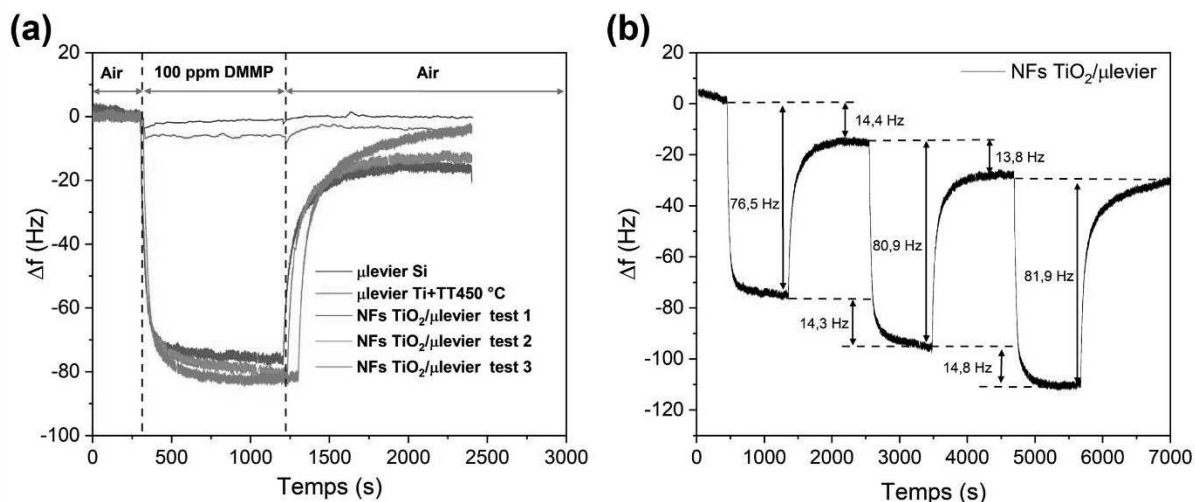 (a)
Air
100 ppm DMMP
Air
20
0
-20
-40
-60
-80
-100
Δf (Hz)
0
500
1000
1500
2000
2500
3000
Temps (s)
μlevier Si
μlevier Ti+TT450 °C
NFs TiO₂/μlevier test 1
NFs TiO₂/μlevier test 2
NFs TiO₂/μlevier test 3
(b)
NFs TiO₂/μlevier
20
0
-20
-40
-60
-80
-100
-120
Δf (Hz)
14,4 Hz
13,8 Hz
76,5 Hz
80,9 Hz
81,9 Hz
14,3 Hz
14,8 Hz
0
1000
2000
3000
4000
5000
6000
7000
Temps (s)